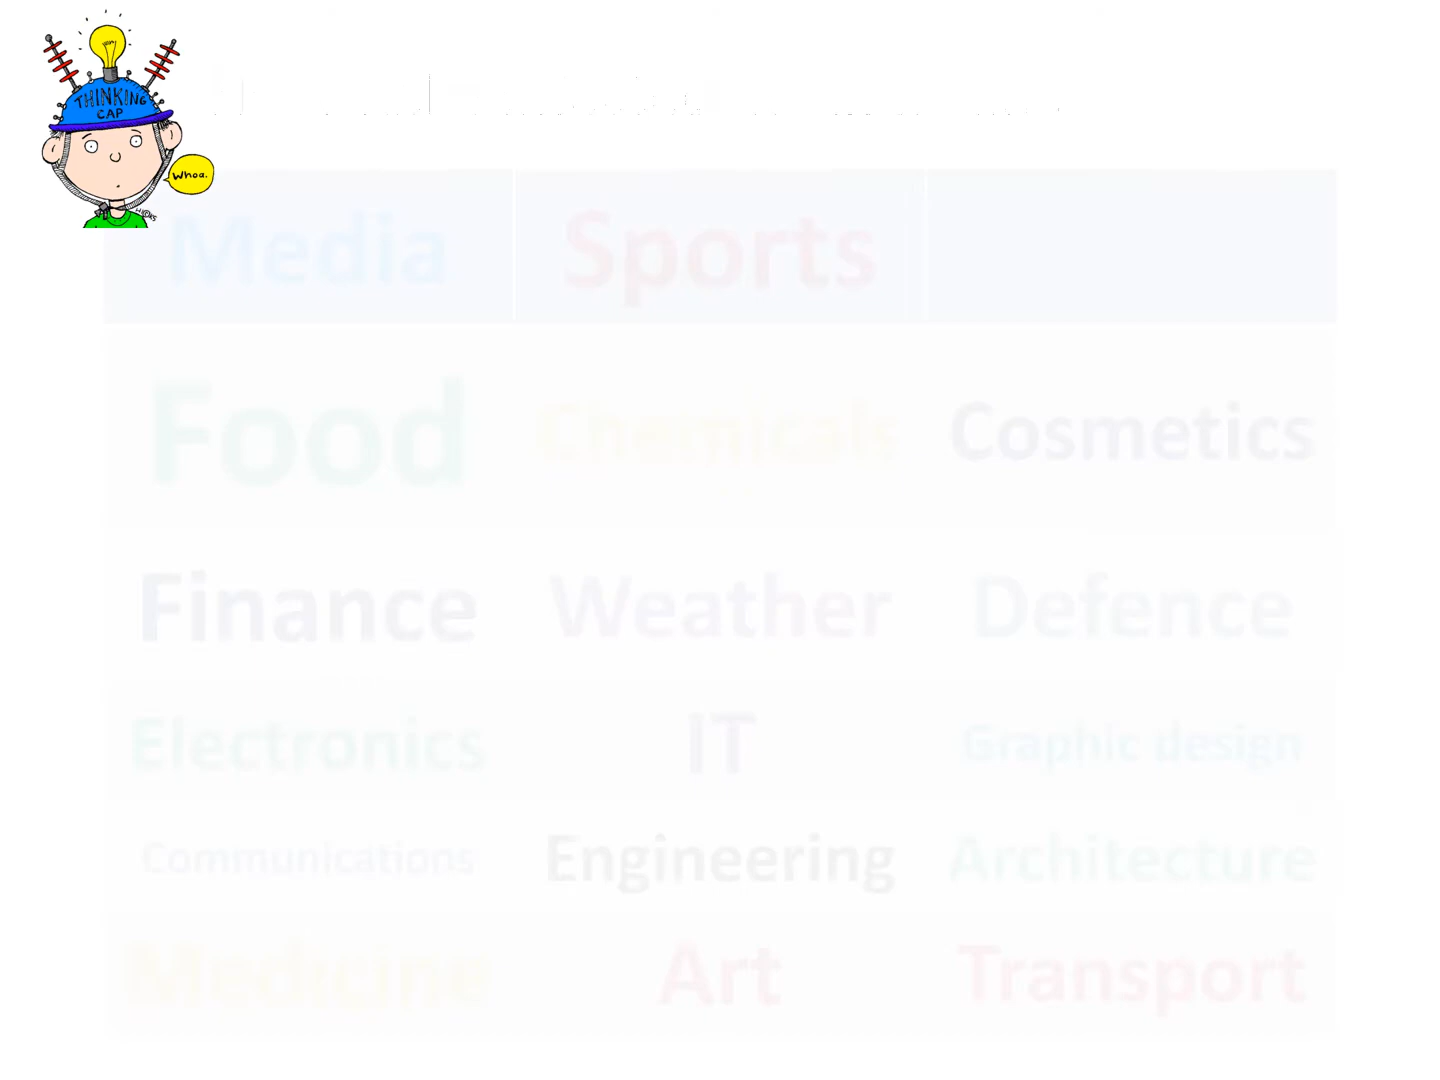 THINKING
CAP
Whoa.
HICKS
Media Sports
Food Chemicals Cosmetics
Finance Weather Defence
Electronics IT Graphic design
Communications Engineering Architecture
Medicine Art Transport